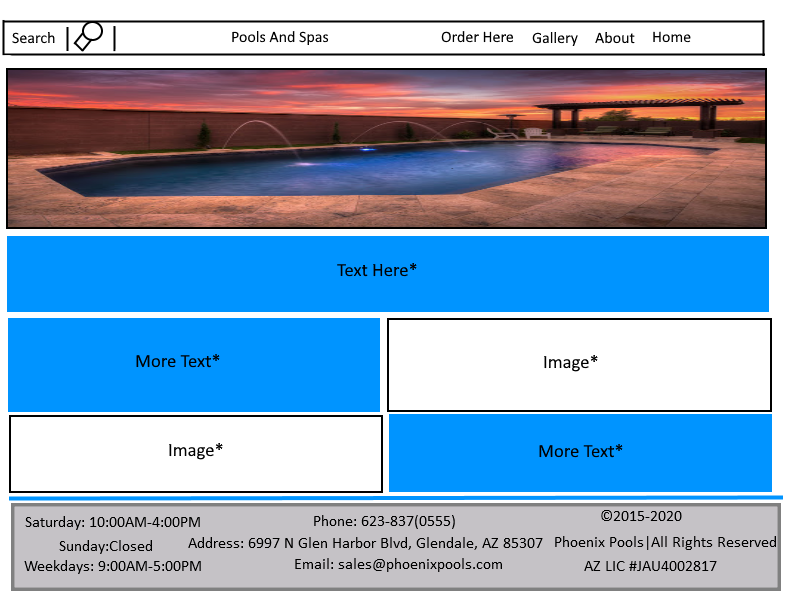 Search
Pools And Spas
Order Here
Gallery
About
Home
Text Here*
More Text*
Image*
Image*
More Text*
Saturday: 10:00AM-4:00PM
Sunday:Closed
Weekdays: 9:00AM-5:00PM
Phone: 623-837(0555)
Address: 6997 N Glen Harbor Blvd, Glendale, AZ 85307
Email: sales@phoenixpools.com
©2015-2020
Phoenix Pools|All Rights Reserved
AZ LIC #JAU4002817